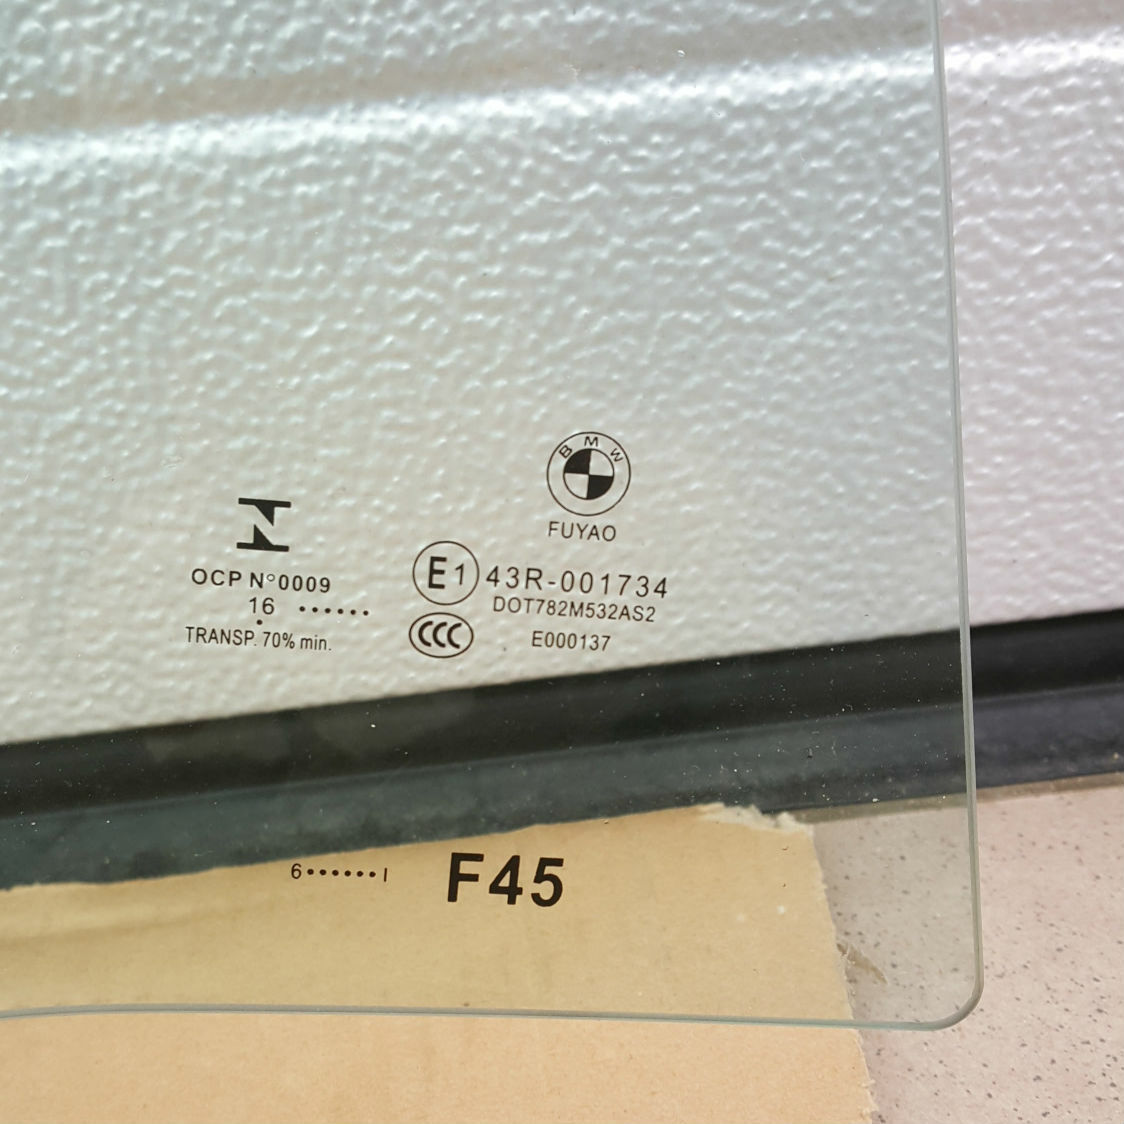 BMW
FUYAO
OCP N°0009
16 ••••••
TRANSP. 70% min.
E1 43R-001734
DOT782M532AS2
CCC
E000137
6•••••••I
F45